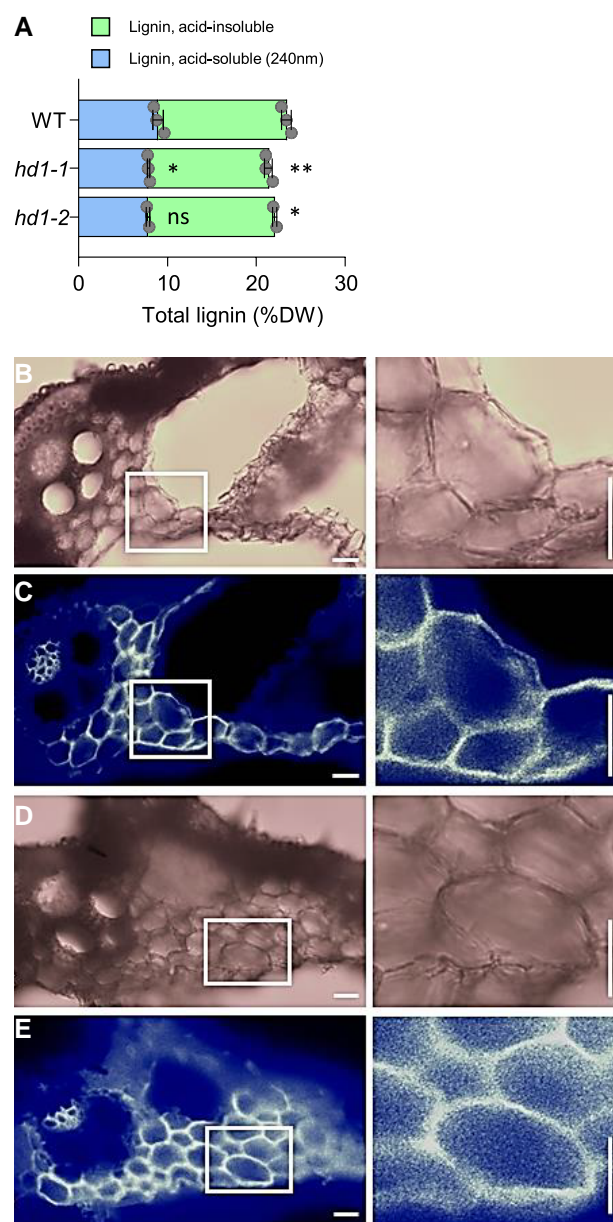 A
Lignin, acid-insoluble
Lignin, acid-soluble (240nm)
WT
hd1-1
*
**
hd1-2
ns
*
0 10 20 30
Total lignin (%DW)
B
C
D
E